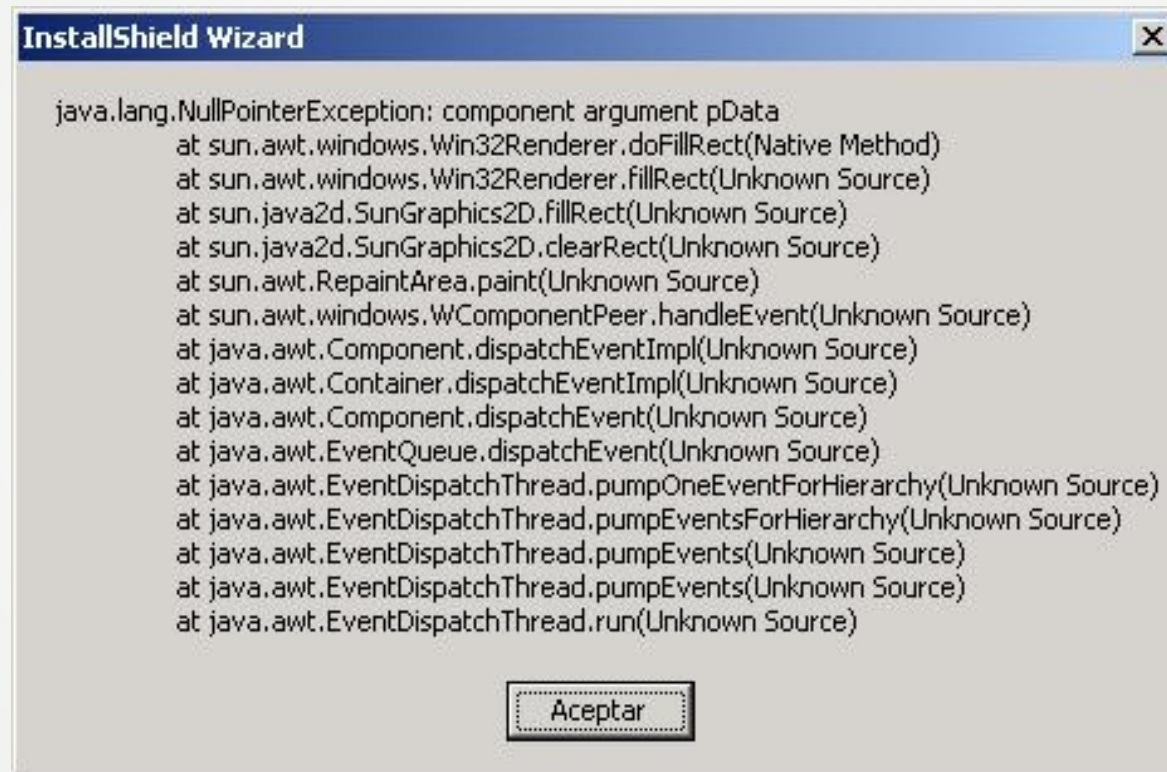 InstallShield Wizard
java.lang.NullPointerException: component argument pData
at sun.awt.windows.Win32Renderer.doFillRect(Native Method)
at sun.awt.windows.Win32Renderer.fillRect(Unknown Source)
at sun.java2d.SunGraphics2D.fillRect(Unknown Source)
at sun.java2d.SunGraphics2D.clearRect(Unknown Source)
at sun.awt.RepaintArea.paint(Unknown Source)
at sun.awt.windows.WComponentPeer.handleEvent(Unknown Source)
at java.awt.Component.dispatchEventImpl(Unknown Source)
at java.awt.Container.dispatchEventImpl(Unknown Source)
at java.awt.Component.dispatchEvent(Unknown Source)
at java.awt.EventQueue.dispatchEvent(Unknown Source)
at java.awt.EventDispatchThread.pumpOneEventForHierarchy(Unknown Source)
at java.awt.EventDispatchThread.pumpEventsForHierarchy(Unknown Source)
at java.awt.EventDispatchThread.pumpEvents(Unknown Source)
at java.awt.EventDispatchThread.pumpEvents(Unknown Source)
at java.awt.EventDispatchThread.run(Unknown Source)
Aceptar